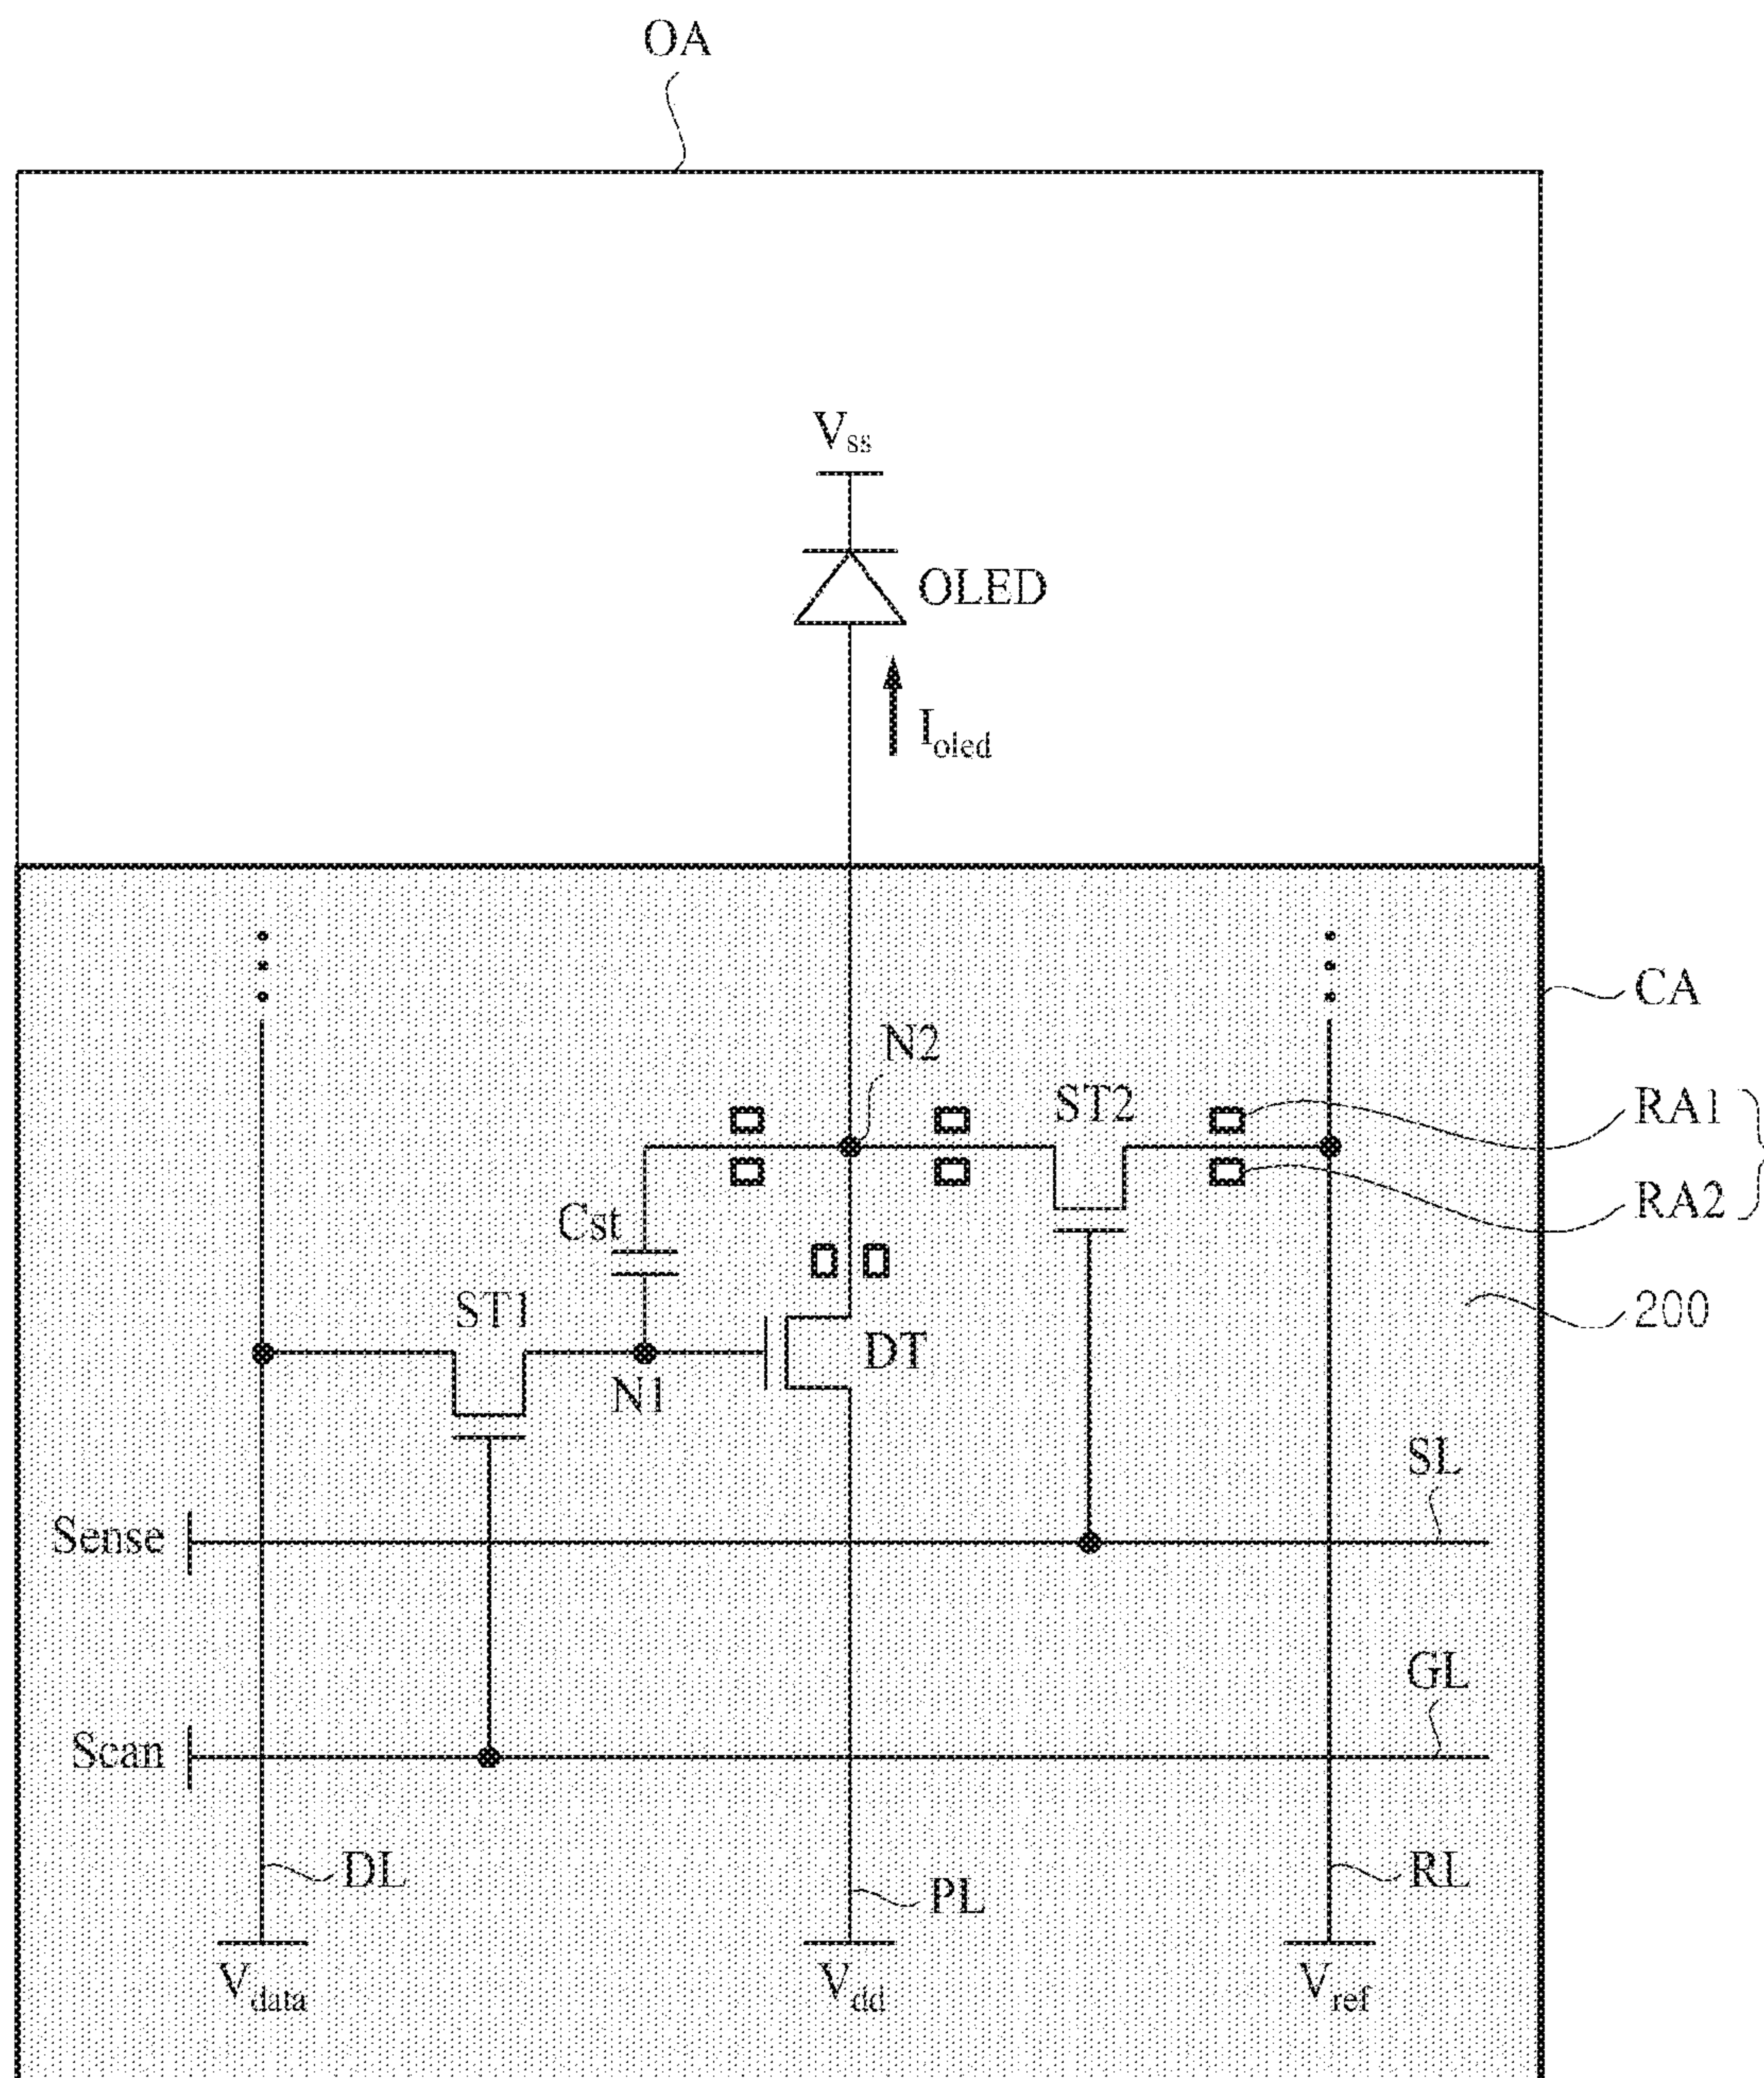 OA
Vss
OLED
Ioled
CA
N2
ST2
RA1
RA2
Cst
ST1
200
DT
N1
SL
Sense
GL
Scan
DL
PL
RL
Vdata
Vdd
Vref